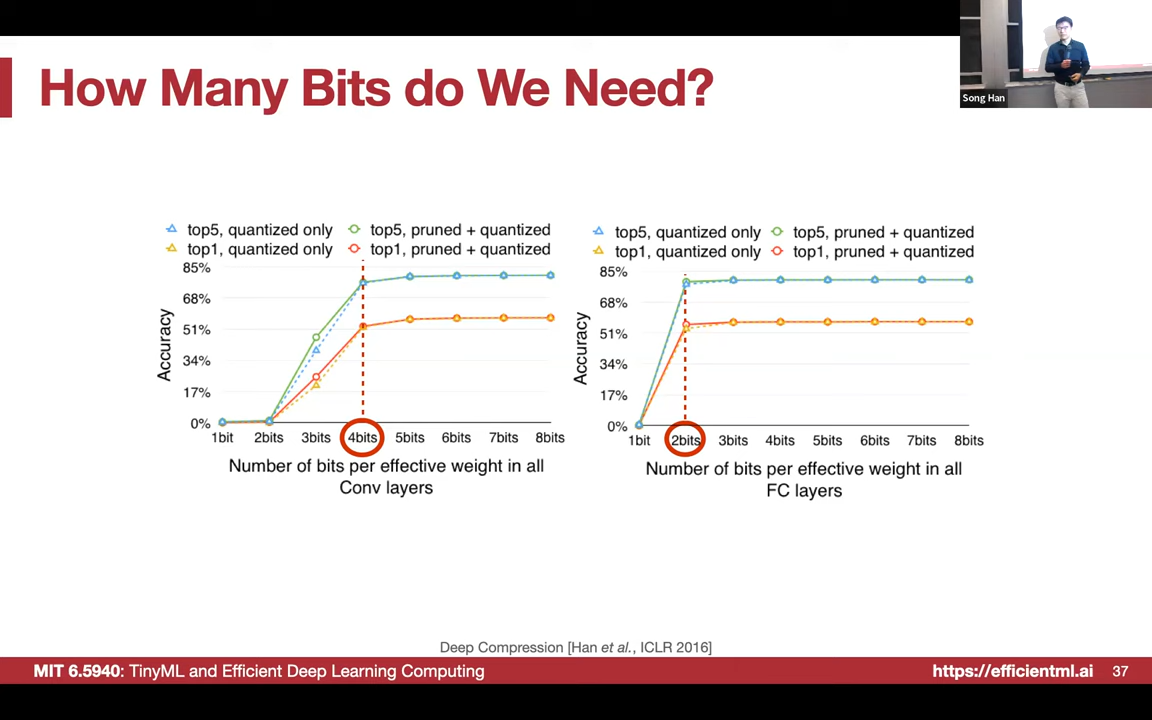 Song Han
How Many Bits do We Need?
top5, quantized only top5, pruned + quantized
top1, quantized only top1, pruned + quantized
85%
68%
51%
34%
17%
0%
Accuracy
1bit 2bits 3bits 4bits 5bits 6bits 7bits 8bits
Number of bits per effective weight in all
Conv layers
top5, quantized only top5, pruned + quantized
top1, quantized only top1, pruned + quantized
85%
68%
51%
34%
17%
0%
Accuracy
1bit 2bits 3bits 4bits 5bits 6bits 7bits 8bits
Number of bits per effective weight in all
FC layers
Deep Compression [Han et al., ICLR 2016]
MIT 6.5940: TinyML and Efficient Deep Learning Computing https://efficientml.ai 37